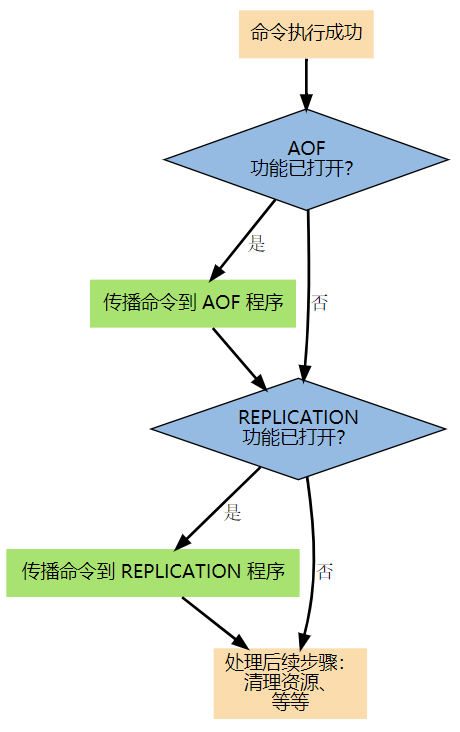 命令执行成功
AOF
功能已打开？
是
传播命令到 AOF 程序
否
REPLICATION
功能已打开？
是
传播命令到 REPLICATION 程序
否
处理后续步骤：
清理资源、
等等